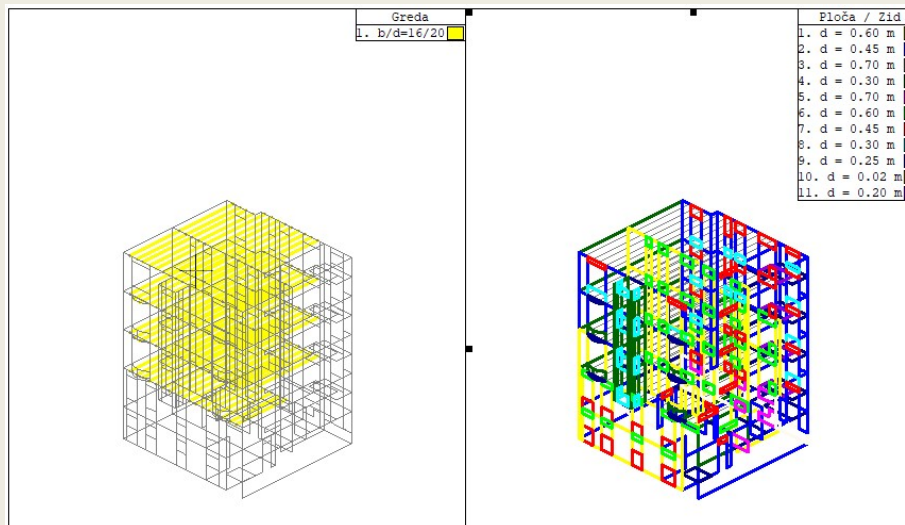 Greda
1. b/d=16/20
Ploča / Zid
1. d = 0.60 m
2. d = 0.45 m
3. d = 0.70 m
4. d = 0.30 m
5. d = 0.70 m
6. d = 0.60 m
7. d = 0.45 m
8. d = 0.30 m
9. d = 0.25 m
10. d = 0.02 m
11. d = 0.20 m